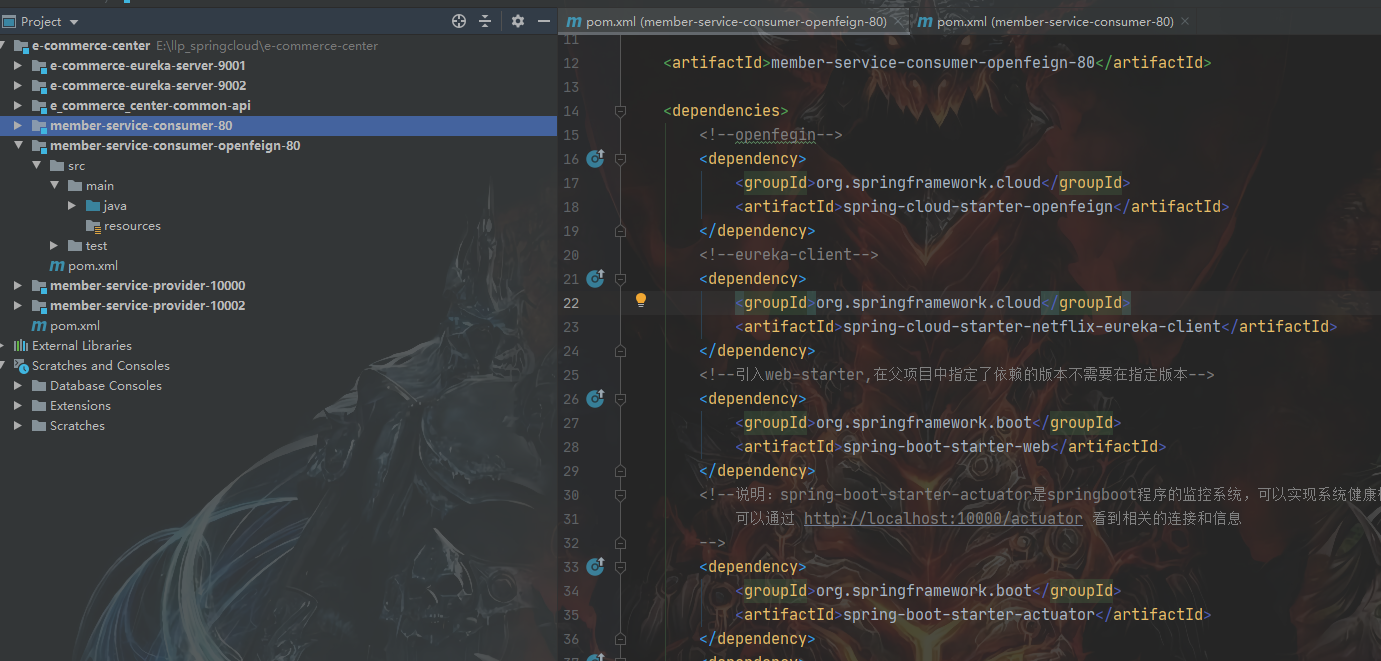 Project
e-commerce-center E:\llp_springcloud\e-commerce-center
e-commerce-eureka-server-9001
e-commerce-eureka-server-9002
e_commerce_center-common-api
member-service-consumer-80
member-service-consumer-openfeign-80
src
main
java
resources
test
pom.xml
member-service-provider-10000
member-service-provider-10002
pom.xml
External Libraries
Scratches and Consoles
Database Consoles
Extensions
Scratches
pom.xml (member-service-consumer-openfeign-80)
pom.xml (member-service-consumer-80)
11
12 <artifactId>member-service-consumer-openfeign-80</artifactId>
13
14 <dependencies>
15 <!--openfegin-->
16 <dependency>
17 <groupId>org.springframework.cloud</groupId>
18 <artifactId>spring-cloud-starter-openfeign</artifactId>
19 </dependency>
20 <!--eureka-client-->
21 <dependency>
22 <groupId>org.springframework.cloud</groupId>
23 <artifactId>spring-cloud-starter-netflix-eureka-client</artifactId>
24 </dependency>
25 <!--引入web-starter,在父项目中指定了依赖的版本不需要在指定版本-->
26 <dependency>
27 <groupId>org.springframework.boot</groupId>
28 <artifactId>spring-boot-starter-web</artifactId>
29 </dependency>
30 <!--说明：spring-boot-starter-actuator是springboot程序的监控系统，可以实现系统健康
31 可以通过 http://localhost:10000/actuator 看到相关的连接和信息
32 -->
33 <dependency>
34 <groupId>org.springframework.boot</groupId>
35 <artifactId>spring-boot-starter-actuator</artifactId>
36 </dependency>